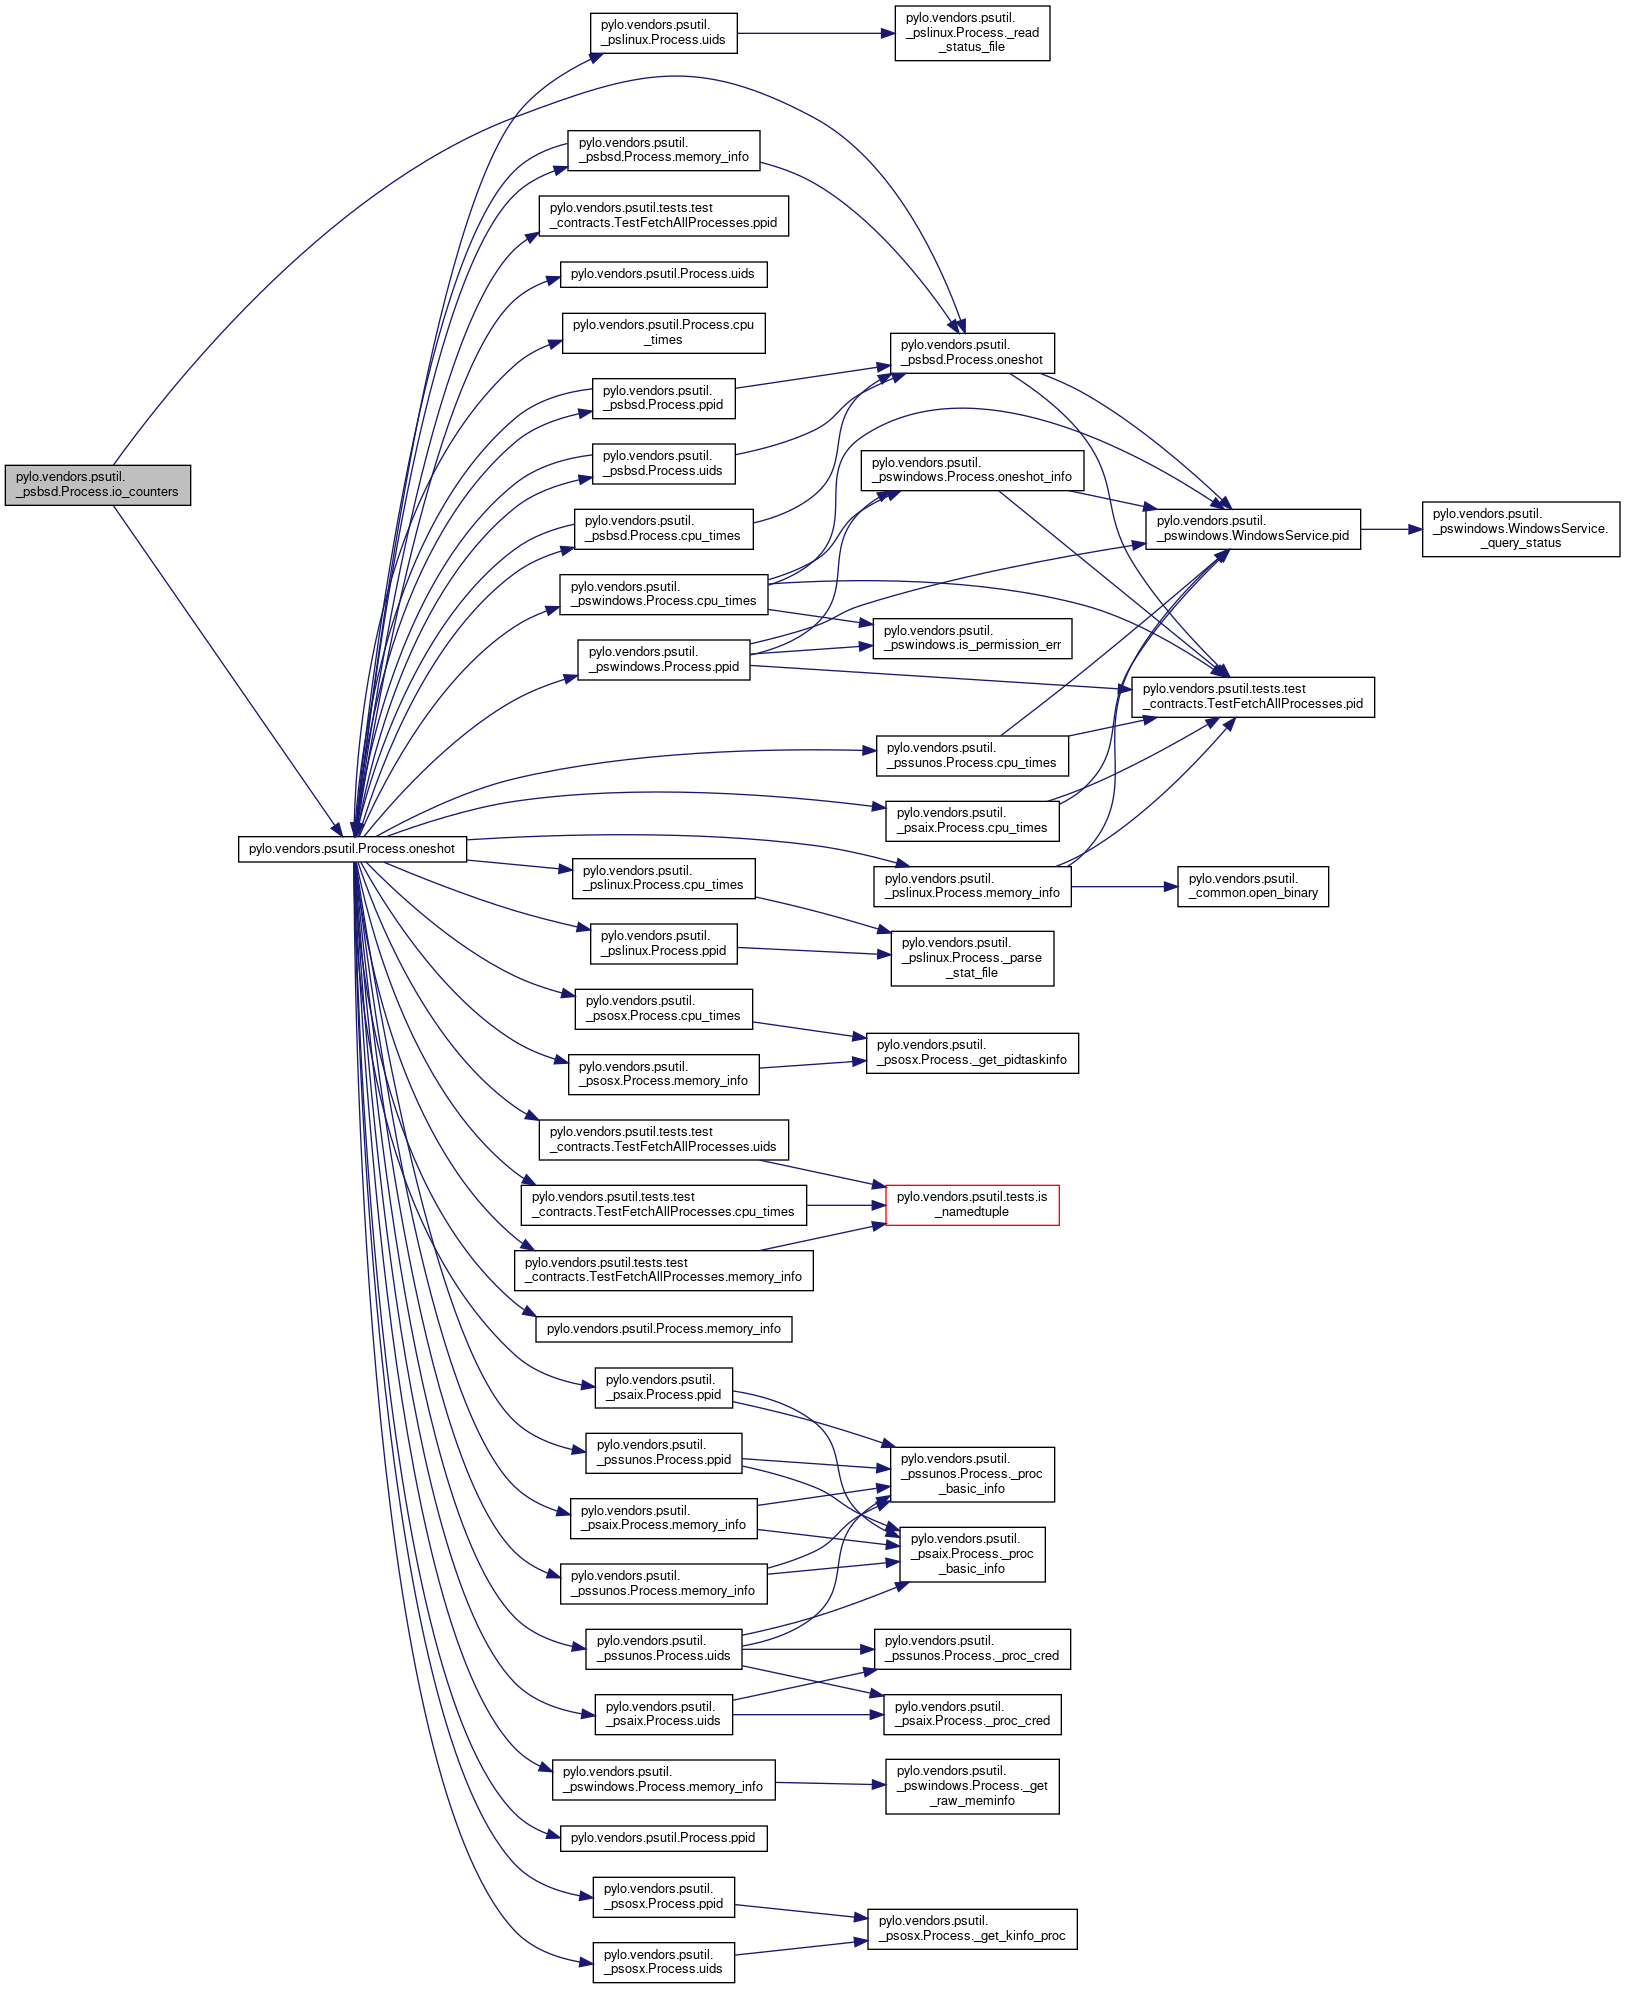 pylo.vendors.psutil.
_pslinux.Process.uids
pylo.vendors.psutil.
_pslinux.Process._read
_status_file
pylo.vendors.psutil.
_psbsd.Process.memory_info
pylo.vendors.psutil.tests.test
_contracts.TestFetchAllProcesses.ppid
pylo.vendors.psutil.Process.uids
pylo.vendors.psutil.Process.cpu
_times
pylo.vendors.psutil.
_psbsd.Process.oneshot
pylo.vendors.psutil.
_psbsd.Process.ppid
pylo.vendors.psutil.
_psbsd.Process.uids
pylo.vendors.psutil.
_pswindows.Process.oneshot_info
pylo.vendors.psutil.
_psbsd.Process.io_counters
pylo.vendors.psutil.
_psbsd.Process.cpu_times
pylo.vendors.psutil.
_pswindows.WindowsService.pid
pylo.vendors.psutil.
_pswindows.WindowsService.
_query_status
pylo.vendors.psutil.
_pswindows.Process.cpu_times
pylo.vendors.psutil.
_pswindows.is_permission_err
pylo.vendors.psutil.
_pswindows.Process.ppid
pylo.vendors.psutil.tests.test
_contracts.TestFetchAllProcesses.pid
pylo.vendors.psutil.
_pssunos.Process.cpu_times
pylo.vendors.psutil.
_psaix.Process.cpu_times
pylo.vendors.psutil.Process.oneshot
pylo.vendors.psutil.
_pslinux.Process.cpu_times
pylo.vendors.psutil.
_pslinux.Process.memory_info
pylo.vendors.psutil.
_common.open_binary
pylo.vendors.psutil.
_pslinux.Process.ppid
pylo.vendors.psutil.
_pslinux.Process._parse
_stat_file
pylo.vendors.psutil.
_psosx.Process.cpu_times
pylo.vendors.psutil.
_psosx.Process._get_pidtaskinfo
pylo.vendors.psutil.
_psosx.Process.memory_info
pylo.vendors.psutil.tests.test
_contracts.TestFetchAllProcesses.uids
pylo.vendors.psutil.tests.test
_contracts.TestFetchAllProcesses.cpu_times
pylo.vendors.psutil.tests.is
_namedtuple
pylo.vendors.psutil.tests.test
_contracts.TestFetchAllProcesses.memory_info
pylo.vendors.psutil.Process.memory_info
pylo.vendors.psutil.
_psaix.Process.ppid
pylo.vendors.psutil.
_pssunos.Process.ppid
pylo.vendors.psutil.
_pssunos.Process._proc
_basic_info
pylo.vendors.psutil.
_psaix.Process.memory_info
pylo.vendors.psutil.
_psaix.Process._proc
_basic_info
pylo.vendors.psutil.
_pssunos.Process.memory_info
pylo.vendors.psutil.
_pssunos.Process.uids
pylo.vendors.psutil.
_pssunos.Process._proc_cred
pylo.vendors.psutil.
_psaix.Process.uids
pylo.vendors.psutil.
_psaix.Process._proc_cred
pylo.vendors.psutil.
_pswindows.Process.memory_info
pylo.vendors.psutil.
_pswindows.Process._get
_raw_meminfo
pylo.vendors.psutil.Process.ppid
pylo.vendors.psutil.
_psosx.Process.ppid
pylo.vendors.psutil.
_psosx.Process._get_kinfo_proc
pylo.vendors.psutil.
_psosx.Process.uids